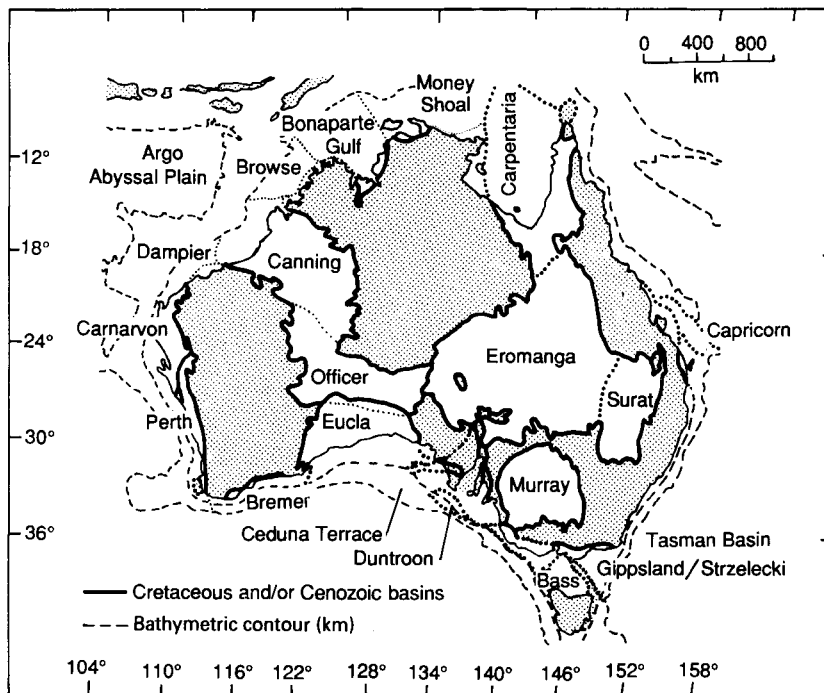 0 400 800
km
Money
Shoal
Bonaparte
Gulf
Carpentaria
Argo
Abyssal Plain
Browse
Dampier
Canning
Carnarvon
Capricorn
Eromanga
Officer
Surat
Perth
Eucla
Murray
Bremer
Ceduna Terrace
Duntroon
Tasman Basin
Gippsland/Strzelecki
Bass
Cretaceous and/or Cenozoic basins
Bathymetric contour (km)
-12°
-18°
-24°
-30°
-36°
104° 110° 116° 122° 128° 134° 140° 146° 152° 158°